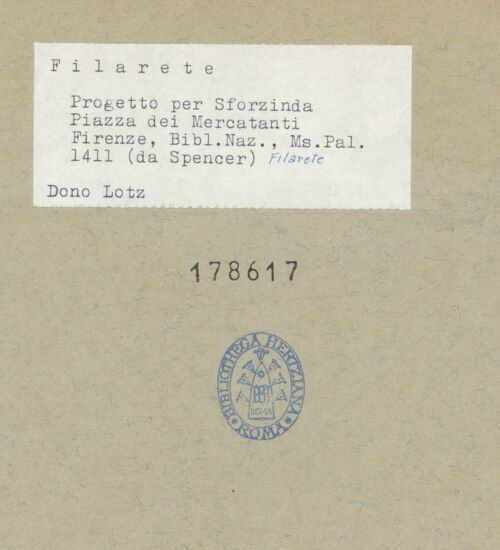 Filarete
Progetto per Sforzinda
Piazza dei Mercatanti
Firenze, Bibl.Naz., Ms.Pal.
1411 (da Spencer) Filarete
Dono Lotz
178617
BIBLIOTHECA HERTZIANA
ROMA